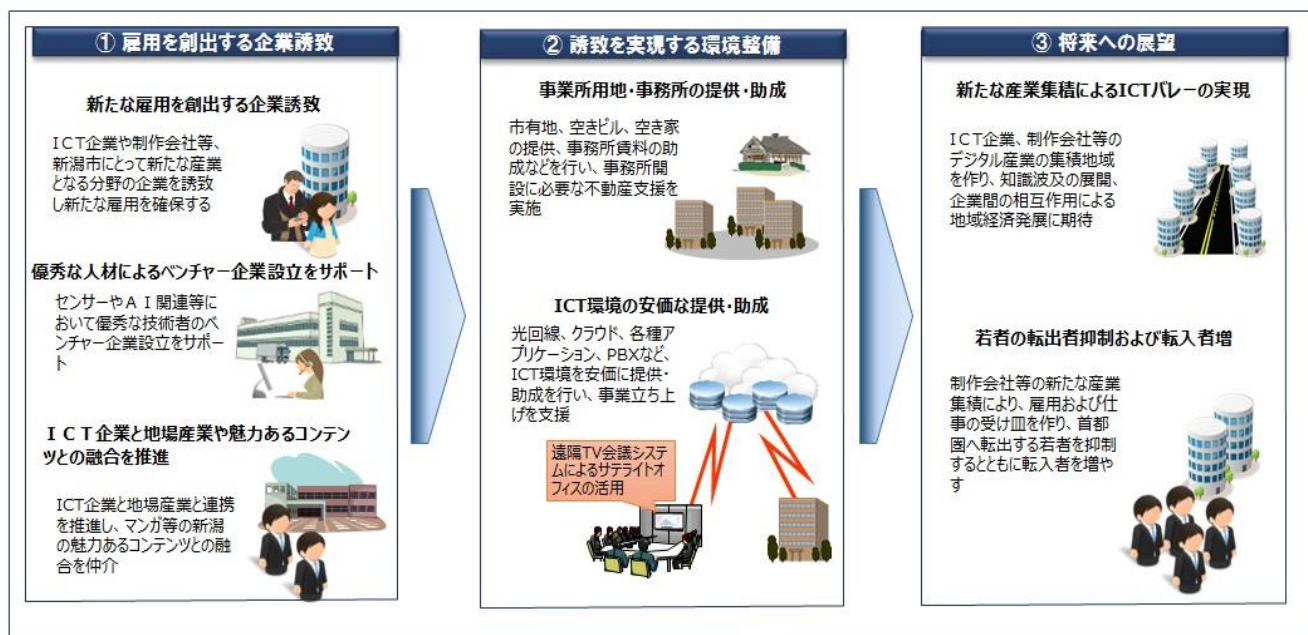 ① 雇用を創出する企業誘致
新たな雇用を創出する企業誘致
ICT企業や制作会社等、
新潟市にとって新たな産業
となる分野の企業を誘致
し新たな雇用を確保する
優秀な人材によるベンチャー企業設立をサポート
センサーやAI関連等に
おいて優秀な技術者のベ
ンチャー企業設立をサポー
ト
ICT企業と地場産業や魅力あるコンテン
ツとの融合を推進
ICT企業と地場産業と連携
を推進し、マンガ等の新潟
の魅力あるコンテンツとの融
合を仲介
② 誘致を実現する環境整備
事業所用地・事務所の提供・助成
市有地、空きビル、空き家
の提供、事務所賃料の助
成などを行い、事務所開
設に必要な不動産支援を
実施
ICT環境の安価な提供・助成
光回線、クラウド、各種ア
プリケーション、PBXなど、
ICT環境を安価に提供・
助成を行い、事業立ち上
げを支援
遠隔TV会議システ
ムによるサテライトオ
フィスの活用
③ 将来への展望
新たな産業集積によるICTバレーの実現
ICT企業、制作会社等の
デジタル産業の集積地域
を作り、知識波及の展開、
企業間の相互作用による
地域経済発展に期待
若者の転出者抑制および転入者増
制作会社等の新たな産業
集積により、雇用および仕
事の受け皿を作り、首都
圏へ転出する若者を抑制
するとともに転入者を増や
す